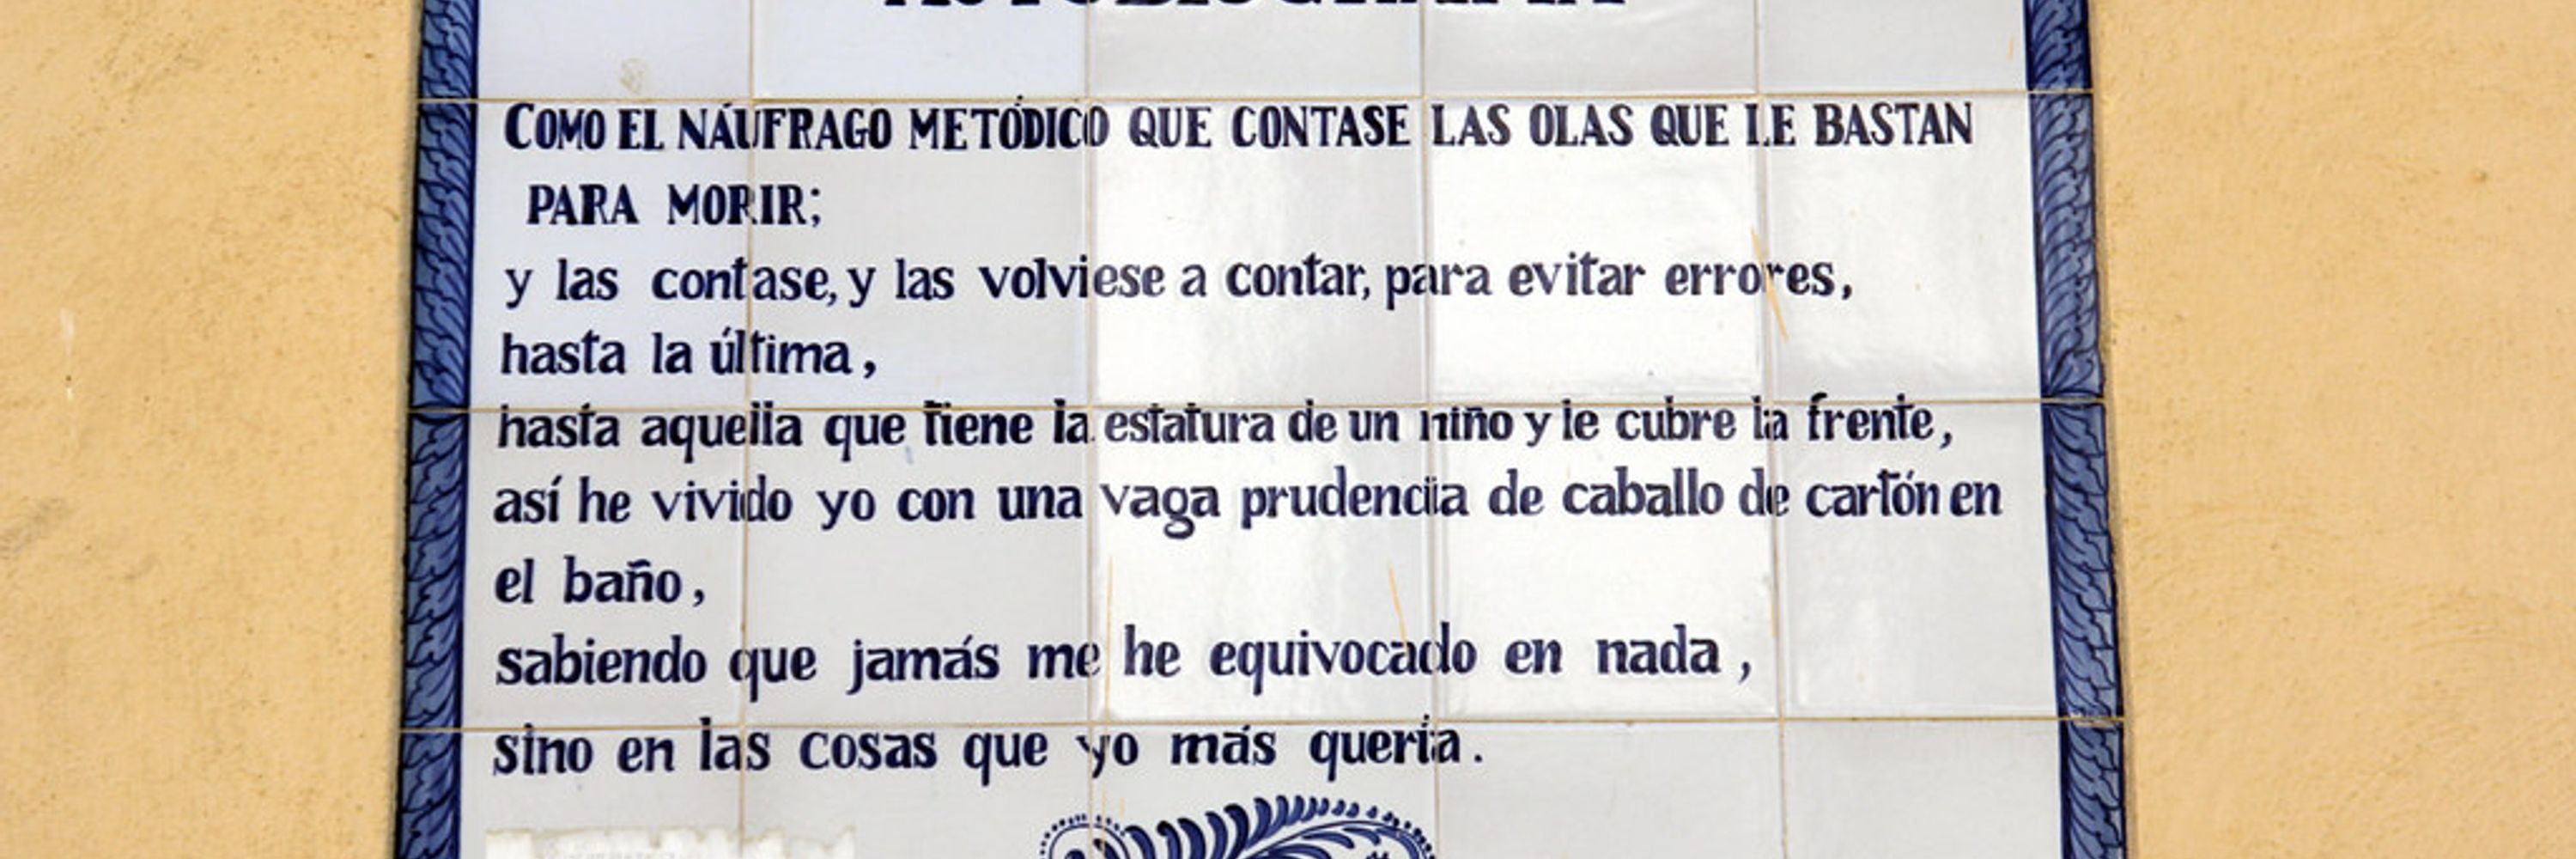 AUTOBIOGRAFIA
COMO EL NÁUFRAGO METÓDICO QUE CONTASE LAS OLAS QUE LE BASTAN
PARA MORIR;
y las contase, y las volviese a contar, para evitar errores,
hasta la última,
hasta aquella que tiene la estatura de un niño y le cubre la frente,
así he vivido yo con una vaga prudencia de caballo de cartón en
el baño,
sabiendo que jamás me he equivocado en nada,
sino en las cosas que yo más quería.